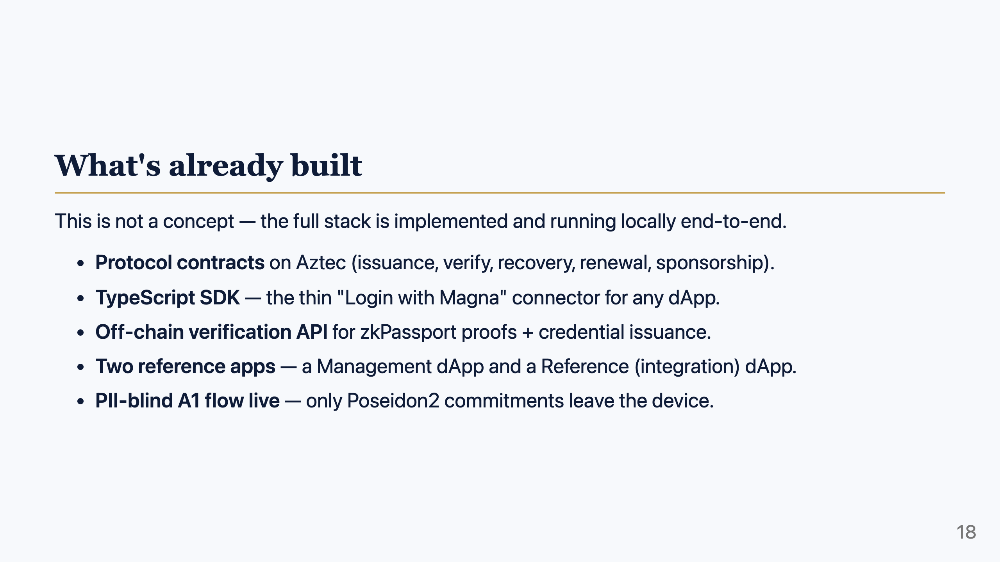 What's already built
This is not a concept — the full stack is implemented and running locally end-to-end.
• Protocol contracts on Aztec (issuance, verify, recovery, renewal, sponsorship).
• TypeScript SDK — the thin "Login with Magna" connector for any dApp.
• Off-chain verification API for zkPassport proofs + credential issuance.
• Two reference apps — a Management dApp and a Reference (integration) dApp.
• PII-blind A1 flow live — only Poseidon2 commitments leave the device.
18